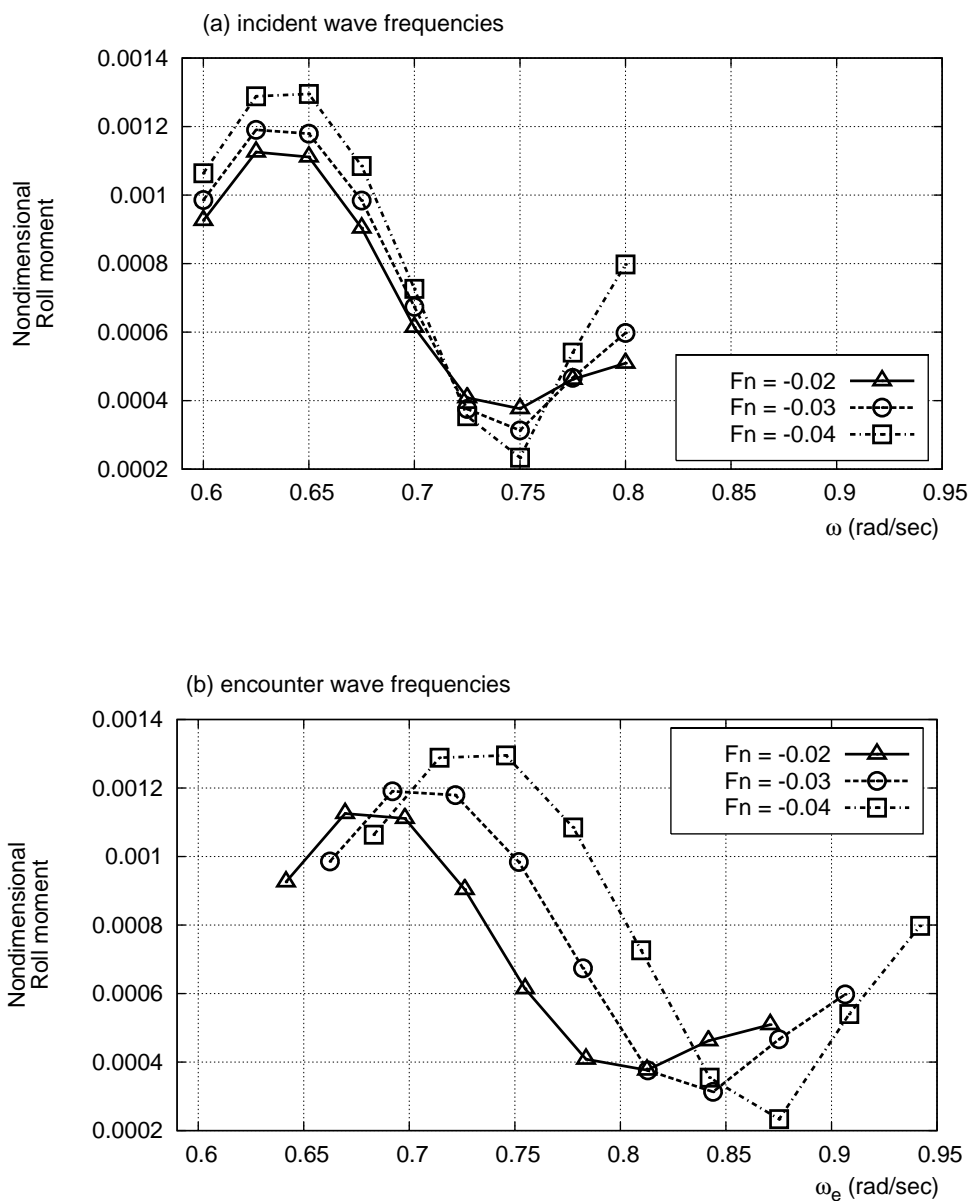 (a) incident wave frequencies
0.0014
0.0012
0.001
0.0008
0.0006
0.0004
0.0002
Nondimensional
Roll moment
Fn = -0.02
Fn = -0.03
Fn = -0.04
0.6 0.65 0.7 0.75 0.8 0.85 0.9 0.95
ω (rad/sec)
(b) encounter wave frequencies
0.0014
0.0012
0.001
0.0008
0.0006
0.0004
0.0002
Nondimensional
Roll moment
Fn = -0.02
Fn = -0.03
Fn = -0.04
0.6 0.65 0.7 0.75 0.8 0.85 0.9 0.95
ωe (rad/sec)